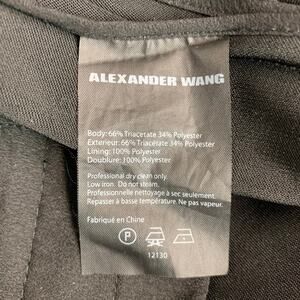 ALEXANDER WANG
Body: 66% Triacetate 34% Polyester
Exterieur: 66% Triacetate 34% Polyester
Lining: 100% Polyester
Doublure: 100% Polyester
Professional dry clean only.
Low iron. Do not steam.
Professionnelle nettoyage à sec seulement.
Repasser à basse température. Ne pas vapeur.
Fabriqué en Chine
P
12130